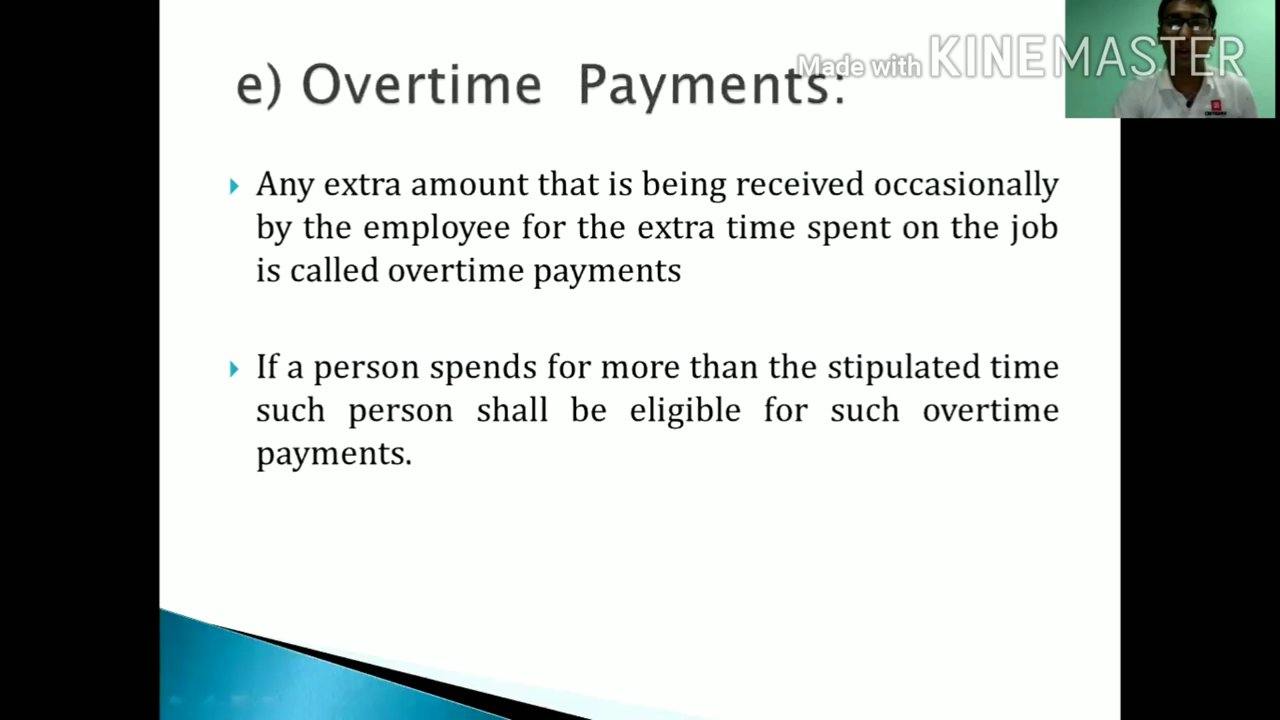 e) Overtime Payments:
Made with KINEMASTER
Any extra amount that is being received occasionally
by the employee for the extra time spent on the job
is called overtime payments
If a person spends for more than the stipulated time
such person shall be eligible for such overtime
payments.